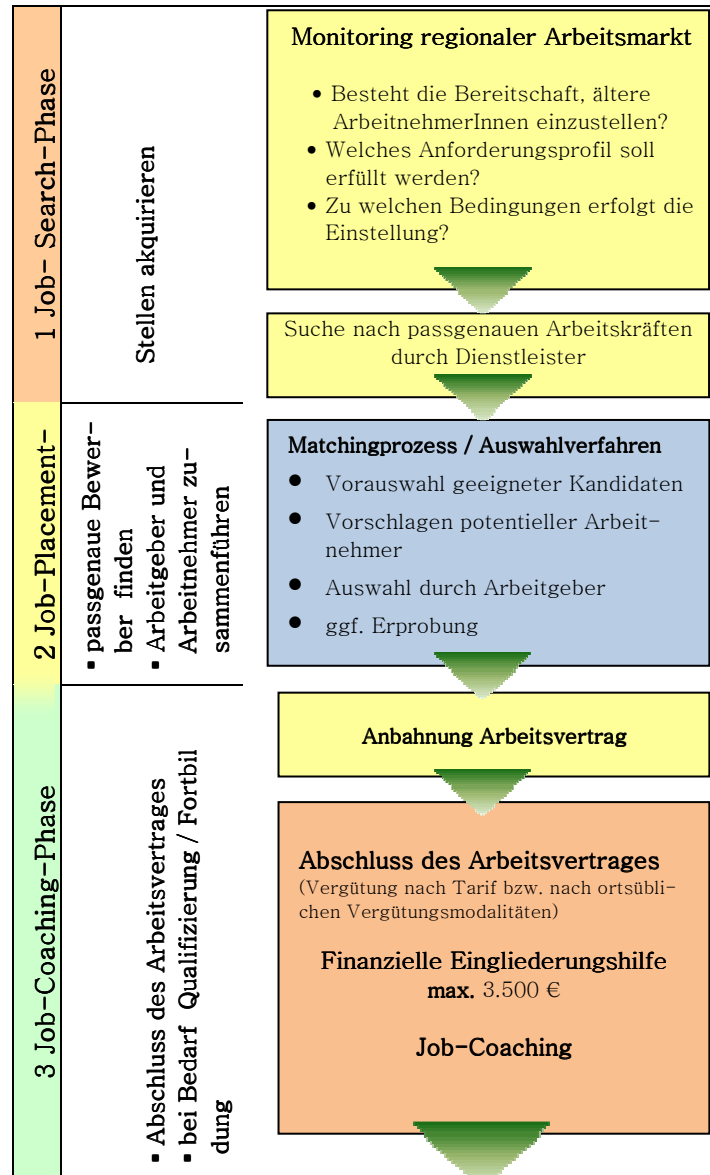 1 Job- Search-Phase
Stellen akquirieren
Monitoring regionaler Arbeitsmarkt
• Besteht die Bereitschaft, ältere
ArbeitnehmerInnen einzustellen?
• Welches Anforderungsprofil soll
erfüllt werden?
• Zu welchen Bedingungen erfolgt die
Einstellung?
Suche nach passgenauen Arbeitskräften
durch Dienstleister
2 Job-Placement-
▪ passgenaue Bewer-
ber finden
▪ Arbeitgeber und
Arbeitnehmer zu-
sammenführen
Matchingprozess / Auswahlverfahren
● Vorauswahl geeigneter Kandidaten
● Vorschlagen potentieller Arbeit-
nehmer
● Auswahl durch Arbeitgeber
● ggf. Erprobung
3 Job-Coaching-Phase
▪ Abschluss des Arbeitsvertrages
▪ bei Bedarf Qualifizierung / Fortbil
dung
Anbahnung Arbeitsvertrag
Abschluss des Arbeitsvertrages
(Vergütung nach Tarif bzw. nach ortsübli-
chen Vergütungsmodalitäten)
Finanzielle Eingliederungshilfe
max. 3.500 €
Job-Coaching